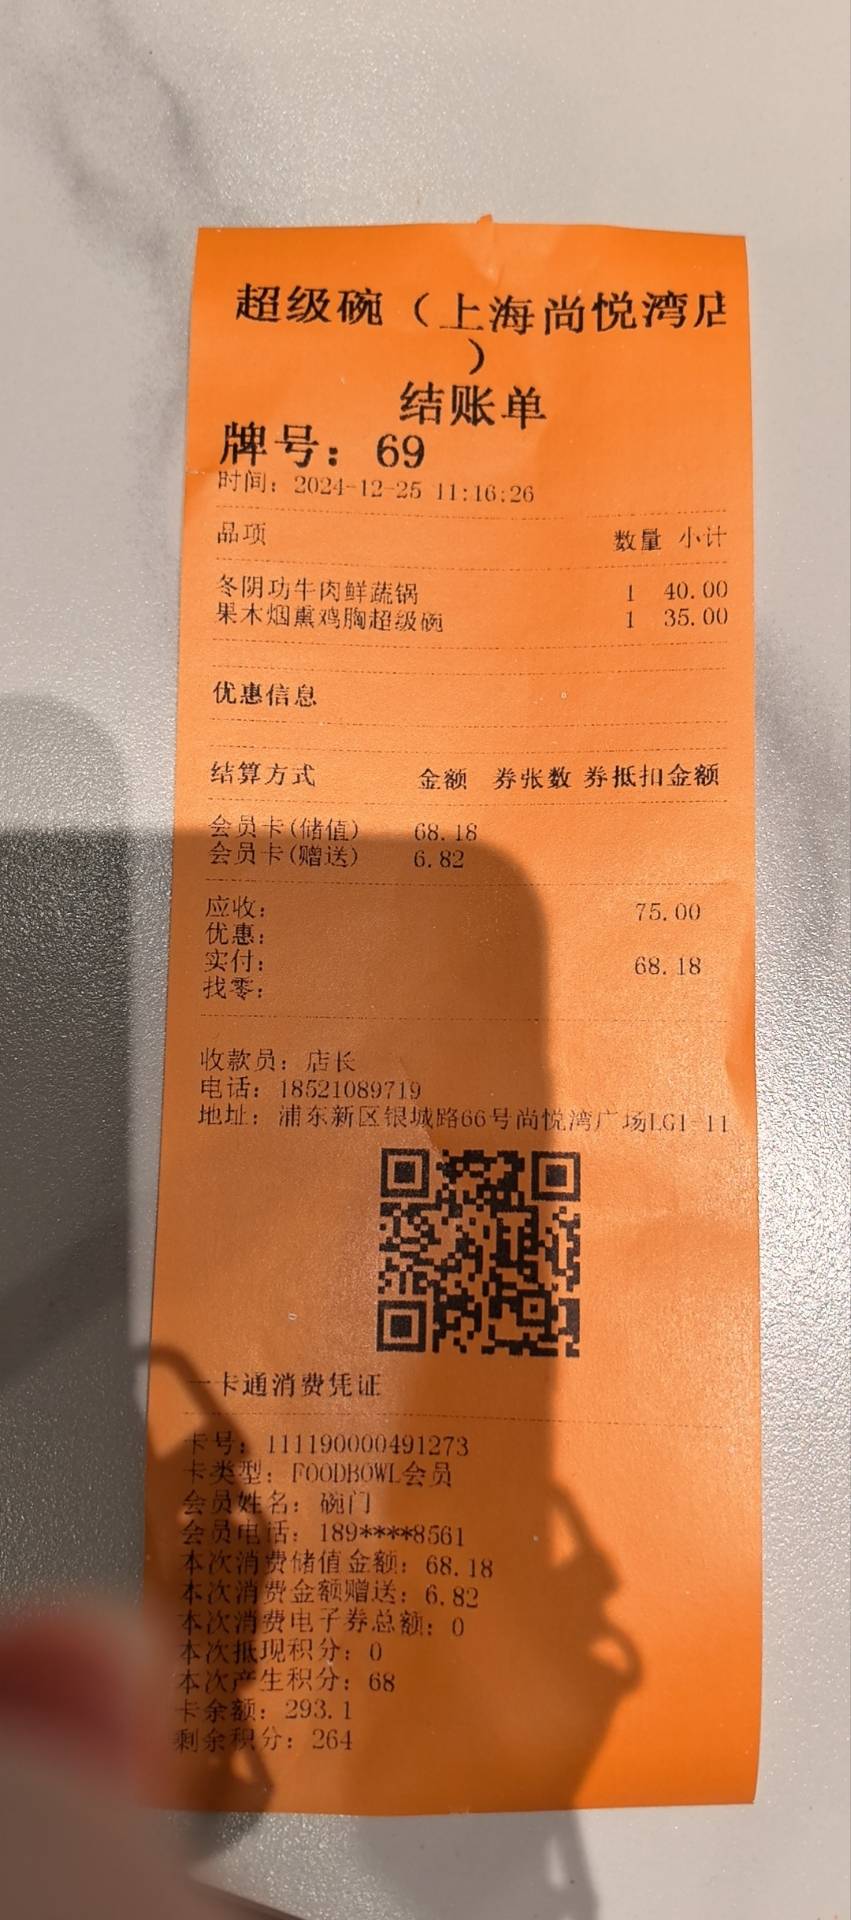 超级碗（上海尚悦湾店
）
结账单
牌号：69
时间：2024-12-25 11:16:26
品项 数量 小计
冬阴功牛肉鲜蔬锅 1 40.00
果木烟熏鸡胸超级碗 1 35.00
优惠信息
结算方式 金额 券张数 券抵扣金额
会员卡(储值) 68.18
会员卡(赠送) 6.82
应收： 75.00
优惠：
实付： 68.18
找零：
收款员：店长
电话：18521089719
地址：浦东新区银城路66号尚悦湾广场LG1-11
一卡通消费凭证
卡号：111190000491273
卡类型：FOODBOWL会员
会员姓名：碗门
会员电话：189****8561
本次消费储值金额：68.18
本次消费金额赠送：6.82
本次消费电子券总额：0
本次抵现积分：0
本次产生积分：68
卡余额：293.1
剩余积分：264